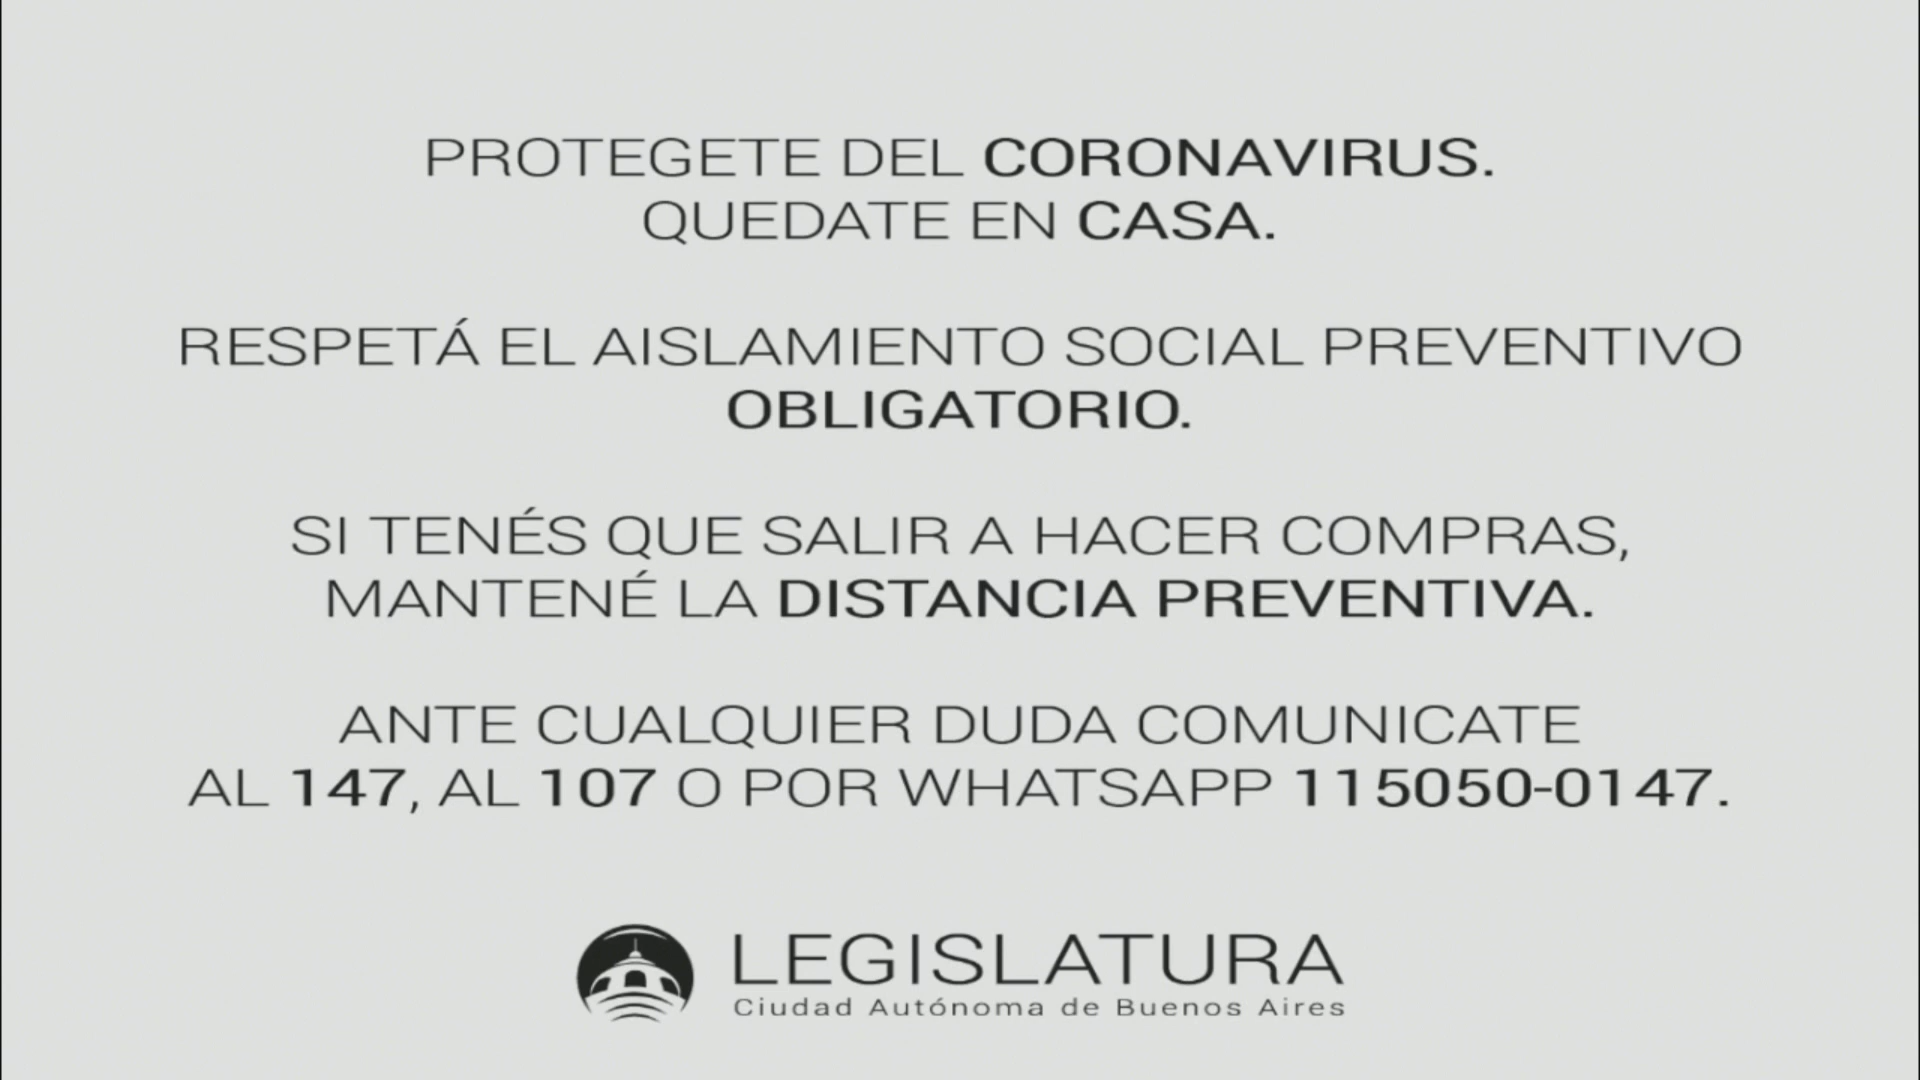 PROTEGETE DEL CORONAVIRUS.
QUEDATE EN CASA.
RESPETÁ EL AISLAMIENTO SOCIAL PREVENTIVO
OBLIGATORIO.
SI TENÉS QUE SALIR A HACER COMPRAS,
MANTENÉ LA DISTANCIA PREVENTIVA.
ANTE CUALQUIER DUDA COMUNICATE
AL 147, AL 107 O POR WHATSAPP 115050-0147.
LEGISLATURA
Ciudad Autónoma de Buenos Aires